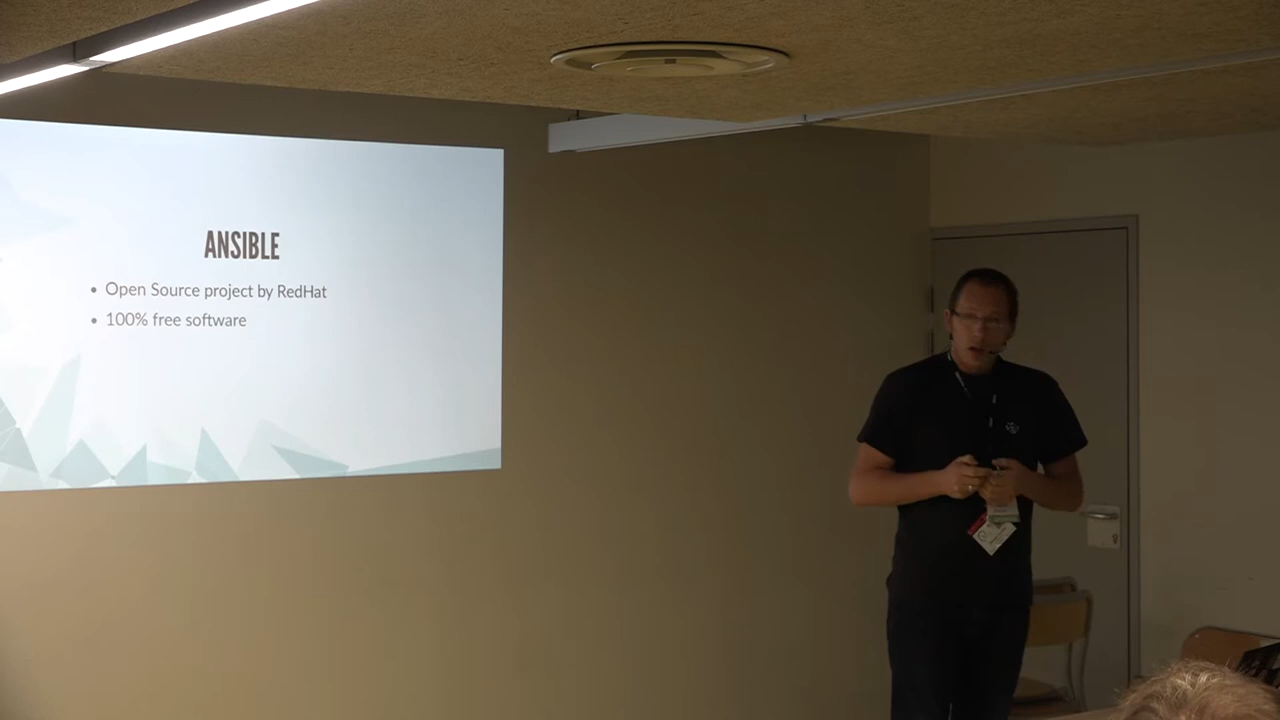 ANSIBLE
• Open Source project by RedHat
• 100% free software